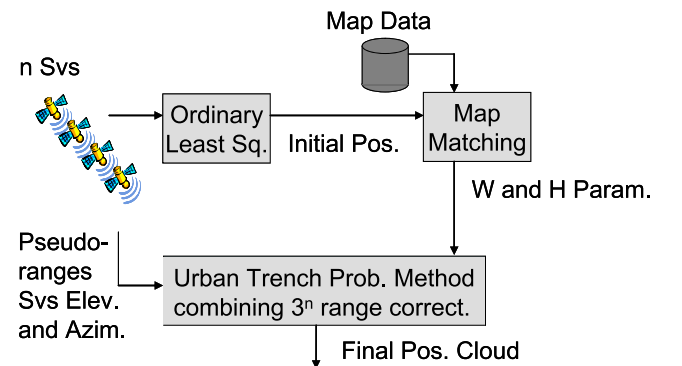 Map Data
n Svs
Ordinary
Least Sq.
Initial Pos.
Map
Matching
W and H Param.
Pseudo-
ranges
Svs Elev.
and Azim.
Urban Trench Prob. Method
combining 3ⁿ range correct.
Final Pos. Cloud